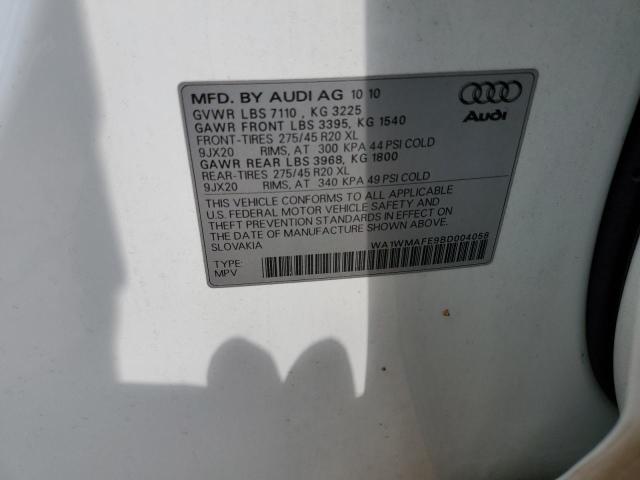 MFD. BY AUDI AG 10 10
GVWR LBS 7110 , KG 3225
GAWR FRONT LBS 3395, KG 1540
FRONT-TIRES 275/45 R20 XL
9JX20 RIMS, AT 300 KPA 44 PSI COLD
GAWR REAR LBS 3968, KG 1800
REAR-TIRES 275/45 R20 XL
9JX20 RIMS, AT 340 KPA 49 PSI COLD
Audi
THIS VEHICLE CONFORMS TO ALL APPLICABLE
U.S. FEDERAL MOTOR VEHICLE SAFETY AND
THEFT PREVENTION STANDARDS IN EFFECT ON
THE DATE OF MANUFACTURE SHOWN ABOVE.
SLOVAKIA
WA1WMAFE9BD004058
TYPE:
MPV